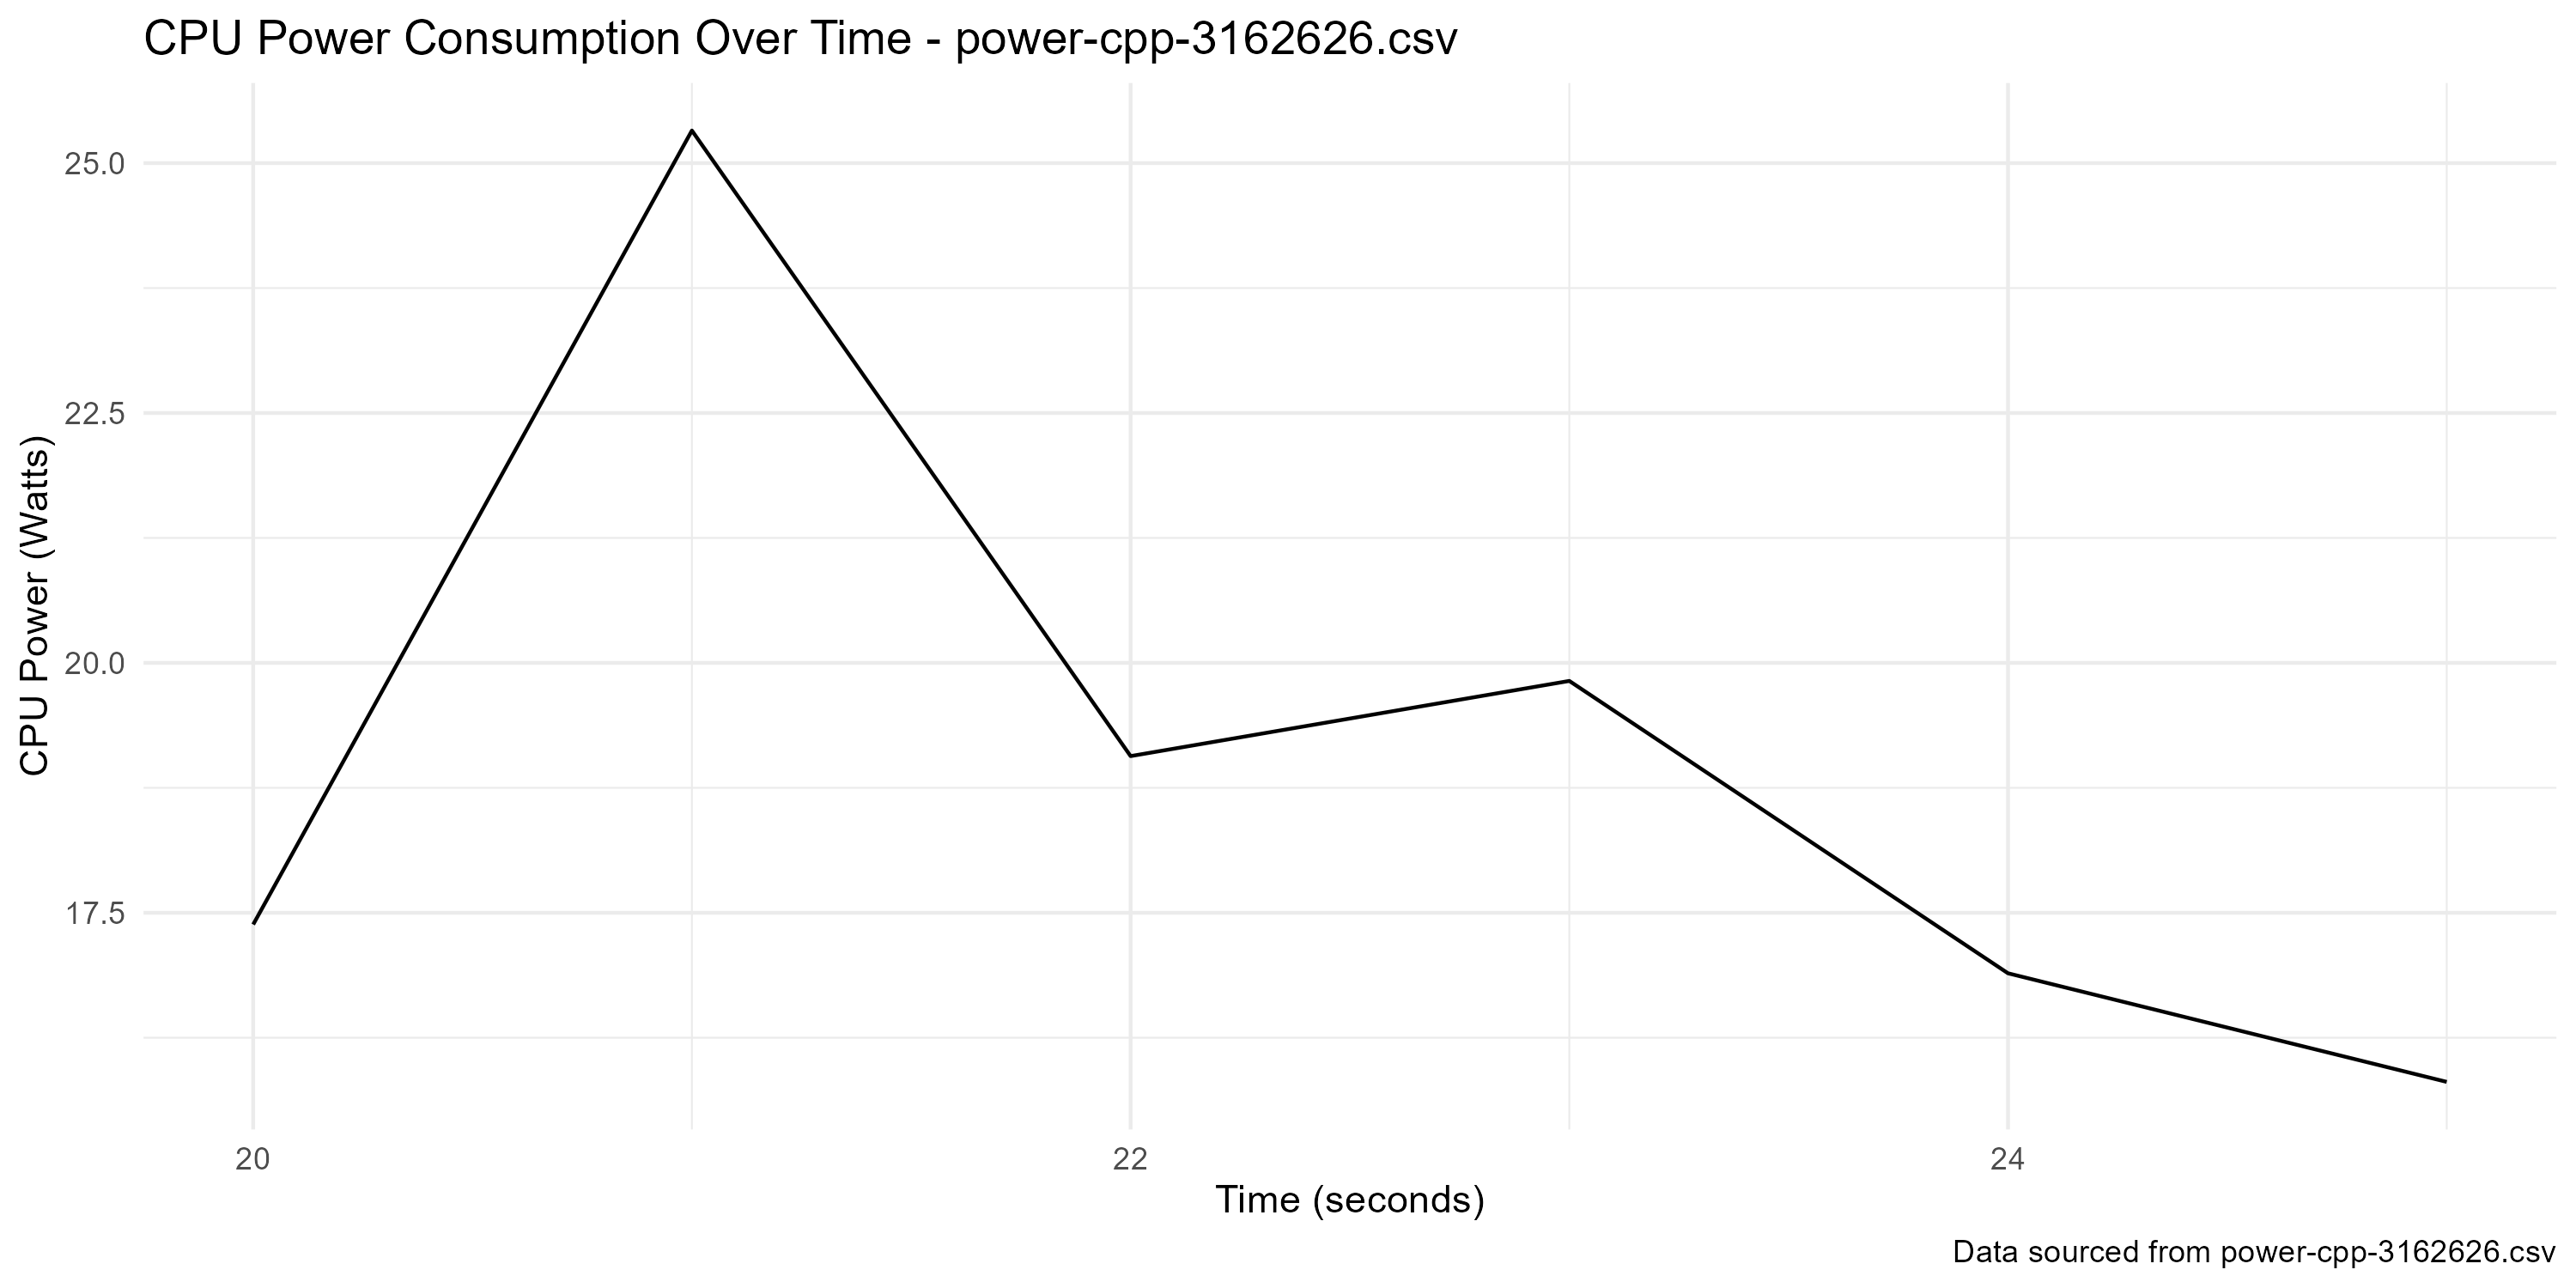 CPU Power Consumption Over Time - power-cpp-3162626.csv
CPU Power (Watts)
25.0
22.5
20.0
17.5
20
22
24
Time (seconds)
Data sourced from power-cpp-3162626.csv